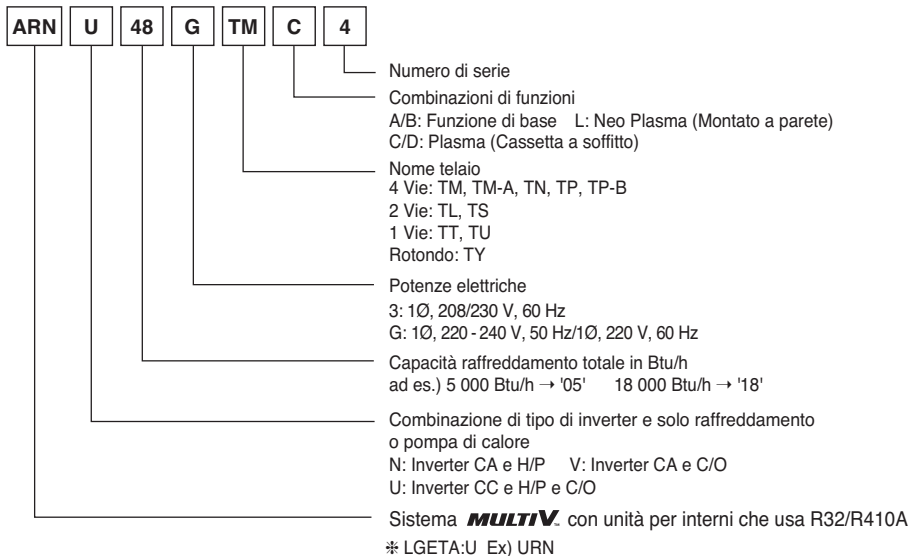 ARN U 48 G TM C 4
Numero di serie
Combinazioni di funzioni
A/B: Funzione di base L: Neo Plasma (Montato a parete)
C/D: Plasma (Cassetta a soffitto)
Nome telaio
4 Vie: TM, TM-A, TN, TP, TP-B
2 Vie: TL, TS
1 Vie: TT, TU
Rotondo: TY
Potenze elettriche
3: 1Ø, 208/230 V, 60 Hz
G: 1Ø, 220 - 240 V, 50 Hz/1Ø, 220 V, 60 Hz
Capacità raffreddamento totale in Btu/h
ad es.) 5 000 Btu/h → '05' 18 000 Btu/h → '18'
Combinazione di tipo di inverter e solo raffreddamento
o pompa di calore
N: Inverter CA e H/P V: Inverter CA e C/O
U: Inverter CC e H/P e C/O
Sistema MULTI V. con unità per interni che usa R32/R410A
❈ LGETA:U Ex) URN